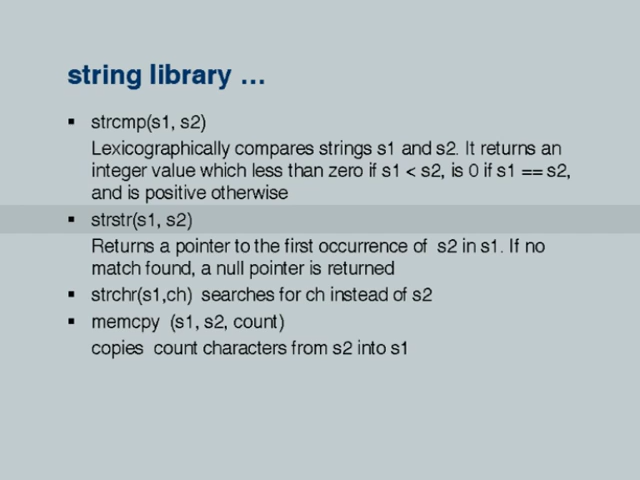 string library …
▪ strcmp(s1, s2)
Lexicographically compares strings s1 and s2. It returns an
integer value which less than zero if s1 < s2, is 0 if s1 == s2,
and is positive otherwise
▪ strstr(s1, s2)
Returns a pointer to the first occurrence of s2 in s1. If no
match found, a null pointer is returned
▪ strchr(s1,ch) searches for ch instead of s2
▪ memcpy (s1, s2, count)
copies count characters from s2 into s1